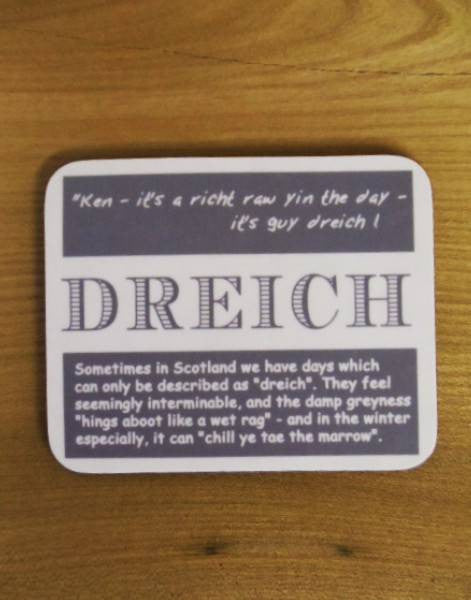 "Ken - it's a richt raw yin the day -
it's guy dreich !
DREICH
Sometimes in Scotland we have days which
can only be described as "dreich". They feel
seemingly interminable, and the damp greyness
"hings aboot like a wet rag" - and in the winter
especially, it can "chill ye tae the marrow".